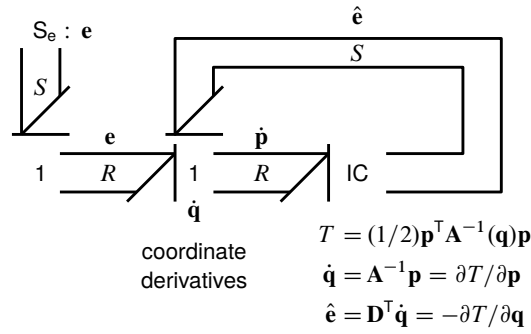 ê
Sₑ : e
S
S
e
ṗ
1
R
1
R
IC
q̇
coordinate
derivatives
T = (1/2)pᵀA⁻¹(q)p
q̇ = A⁻¹p = ∂T/∂p
ê = Dᵀq̇ = −∂T/∂q